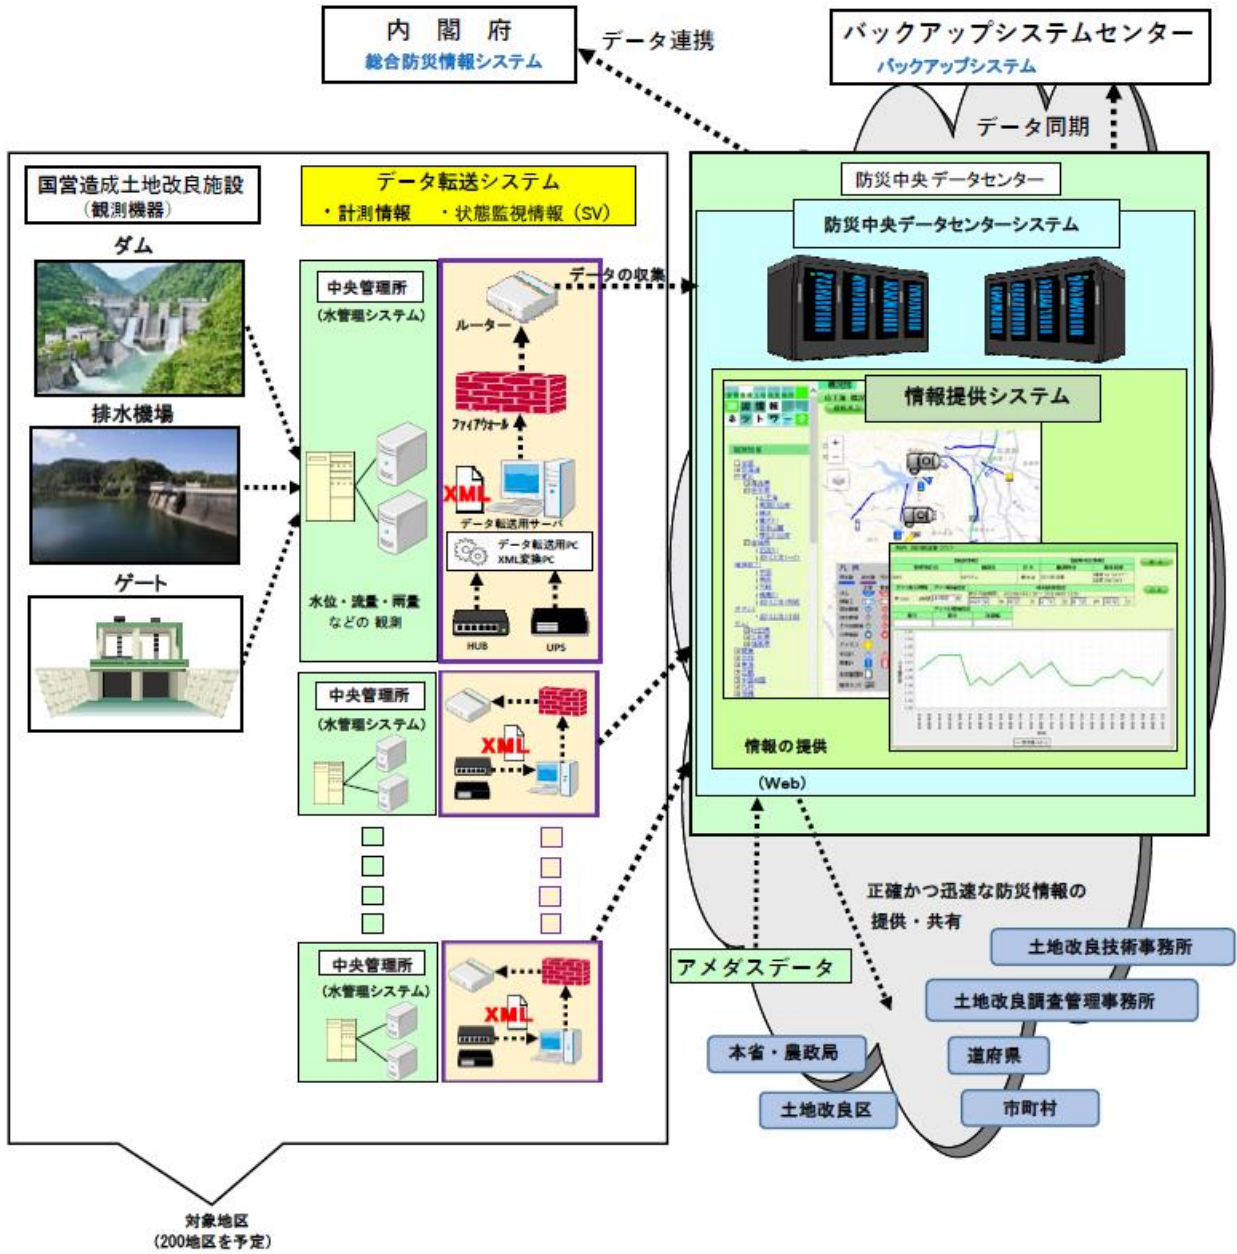 内 閣 府
総合防災情報システム
データ連携
バックアップシステムセンター
バックアップシステム
データ同期
国営造成土地改良施設
（観測機器）
ダム
排水機場
ゲート
データ転送システム
・計測情報 ・状態監視情報（SV）
中央管理所
（水管理システム）
水位・流量・雨量
などの 観測
ルーター
ファイアウォール
XML
データ転送用サーバ
データ転送用PC
XML変換PC
HUB
UPS
データの収集
中央管理所
（水管理システム）
XML
中央管理所
（水管理システム）
XML
対象地区
（200地区を予定）
防災中央データセンター
防災中央データセンターシステム
情報提供システム
情報の提供
（Web）
アメダスデータ
正確かつ迅速な防災情報の
提供・共有
土地改良技術事務所
土地改良調査管理事務所
本省・農政局
道府県
土地改良区
市町村